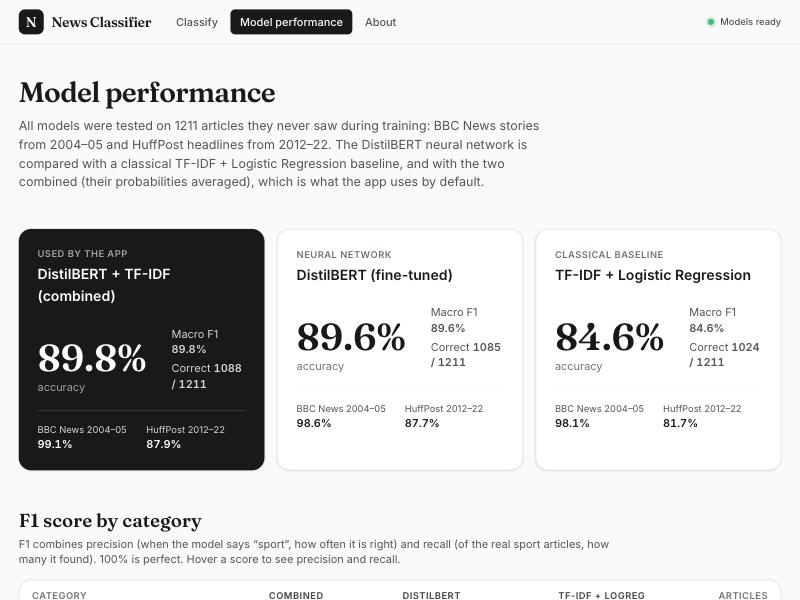 N News Classifier Classify Model performance About Models ready
Model performance
All models were tested on 1211 articles they never saw during training: BBC News stories
from 2004–05 and HuffPost headlines from 2012–22. The DistilBERT neural network is
compared with a classical TF-IDF + Logistic Regression baseline, and with the two
combined (their probabilities averaged), which is what the app uses by default.
USED BY THE APP
DistilBERT + TF-IDF
(combined)
89.8%
accuracy
Macro F1
89.8%
Correct 1088
/ 1211
BBC News 2004–05
99.1%
HuffPost 2012–22
87.9%
NEURAL NETWORK
DistilBERT (fine-tuned)
89.6%
accuracy
Macro F1
89.6%
Correct 1085
/ 1211
BBC News 2004–05
98.6%
HuffPost 2012–22
87.7%
CLASSICAL BASELINE
TF-IDF + Logistic Regression
84.6%
accuracy
Macro F1
84.6%
Correct 1024
/ 1211
BBC News 2004–05
98.1%
HuffPost 2012–22
81.7%
F1 score by category
F1 combines precision (when the model says “sport”, how often it is right) and recall (of the real sport articles, how
many it found). 100% is perfect. Hover a score to see precision and recall.
CATEGORY COMBINED DISTILBERT TF-IDF + LOGREG ARTICLES